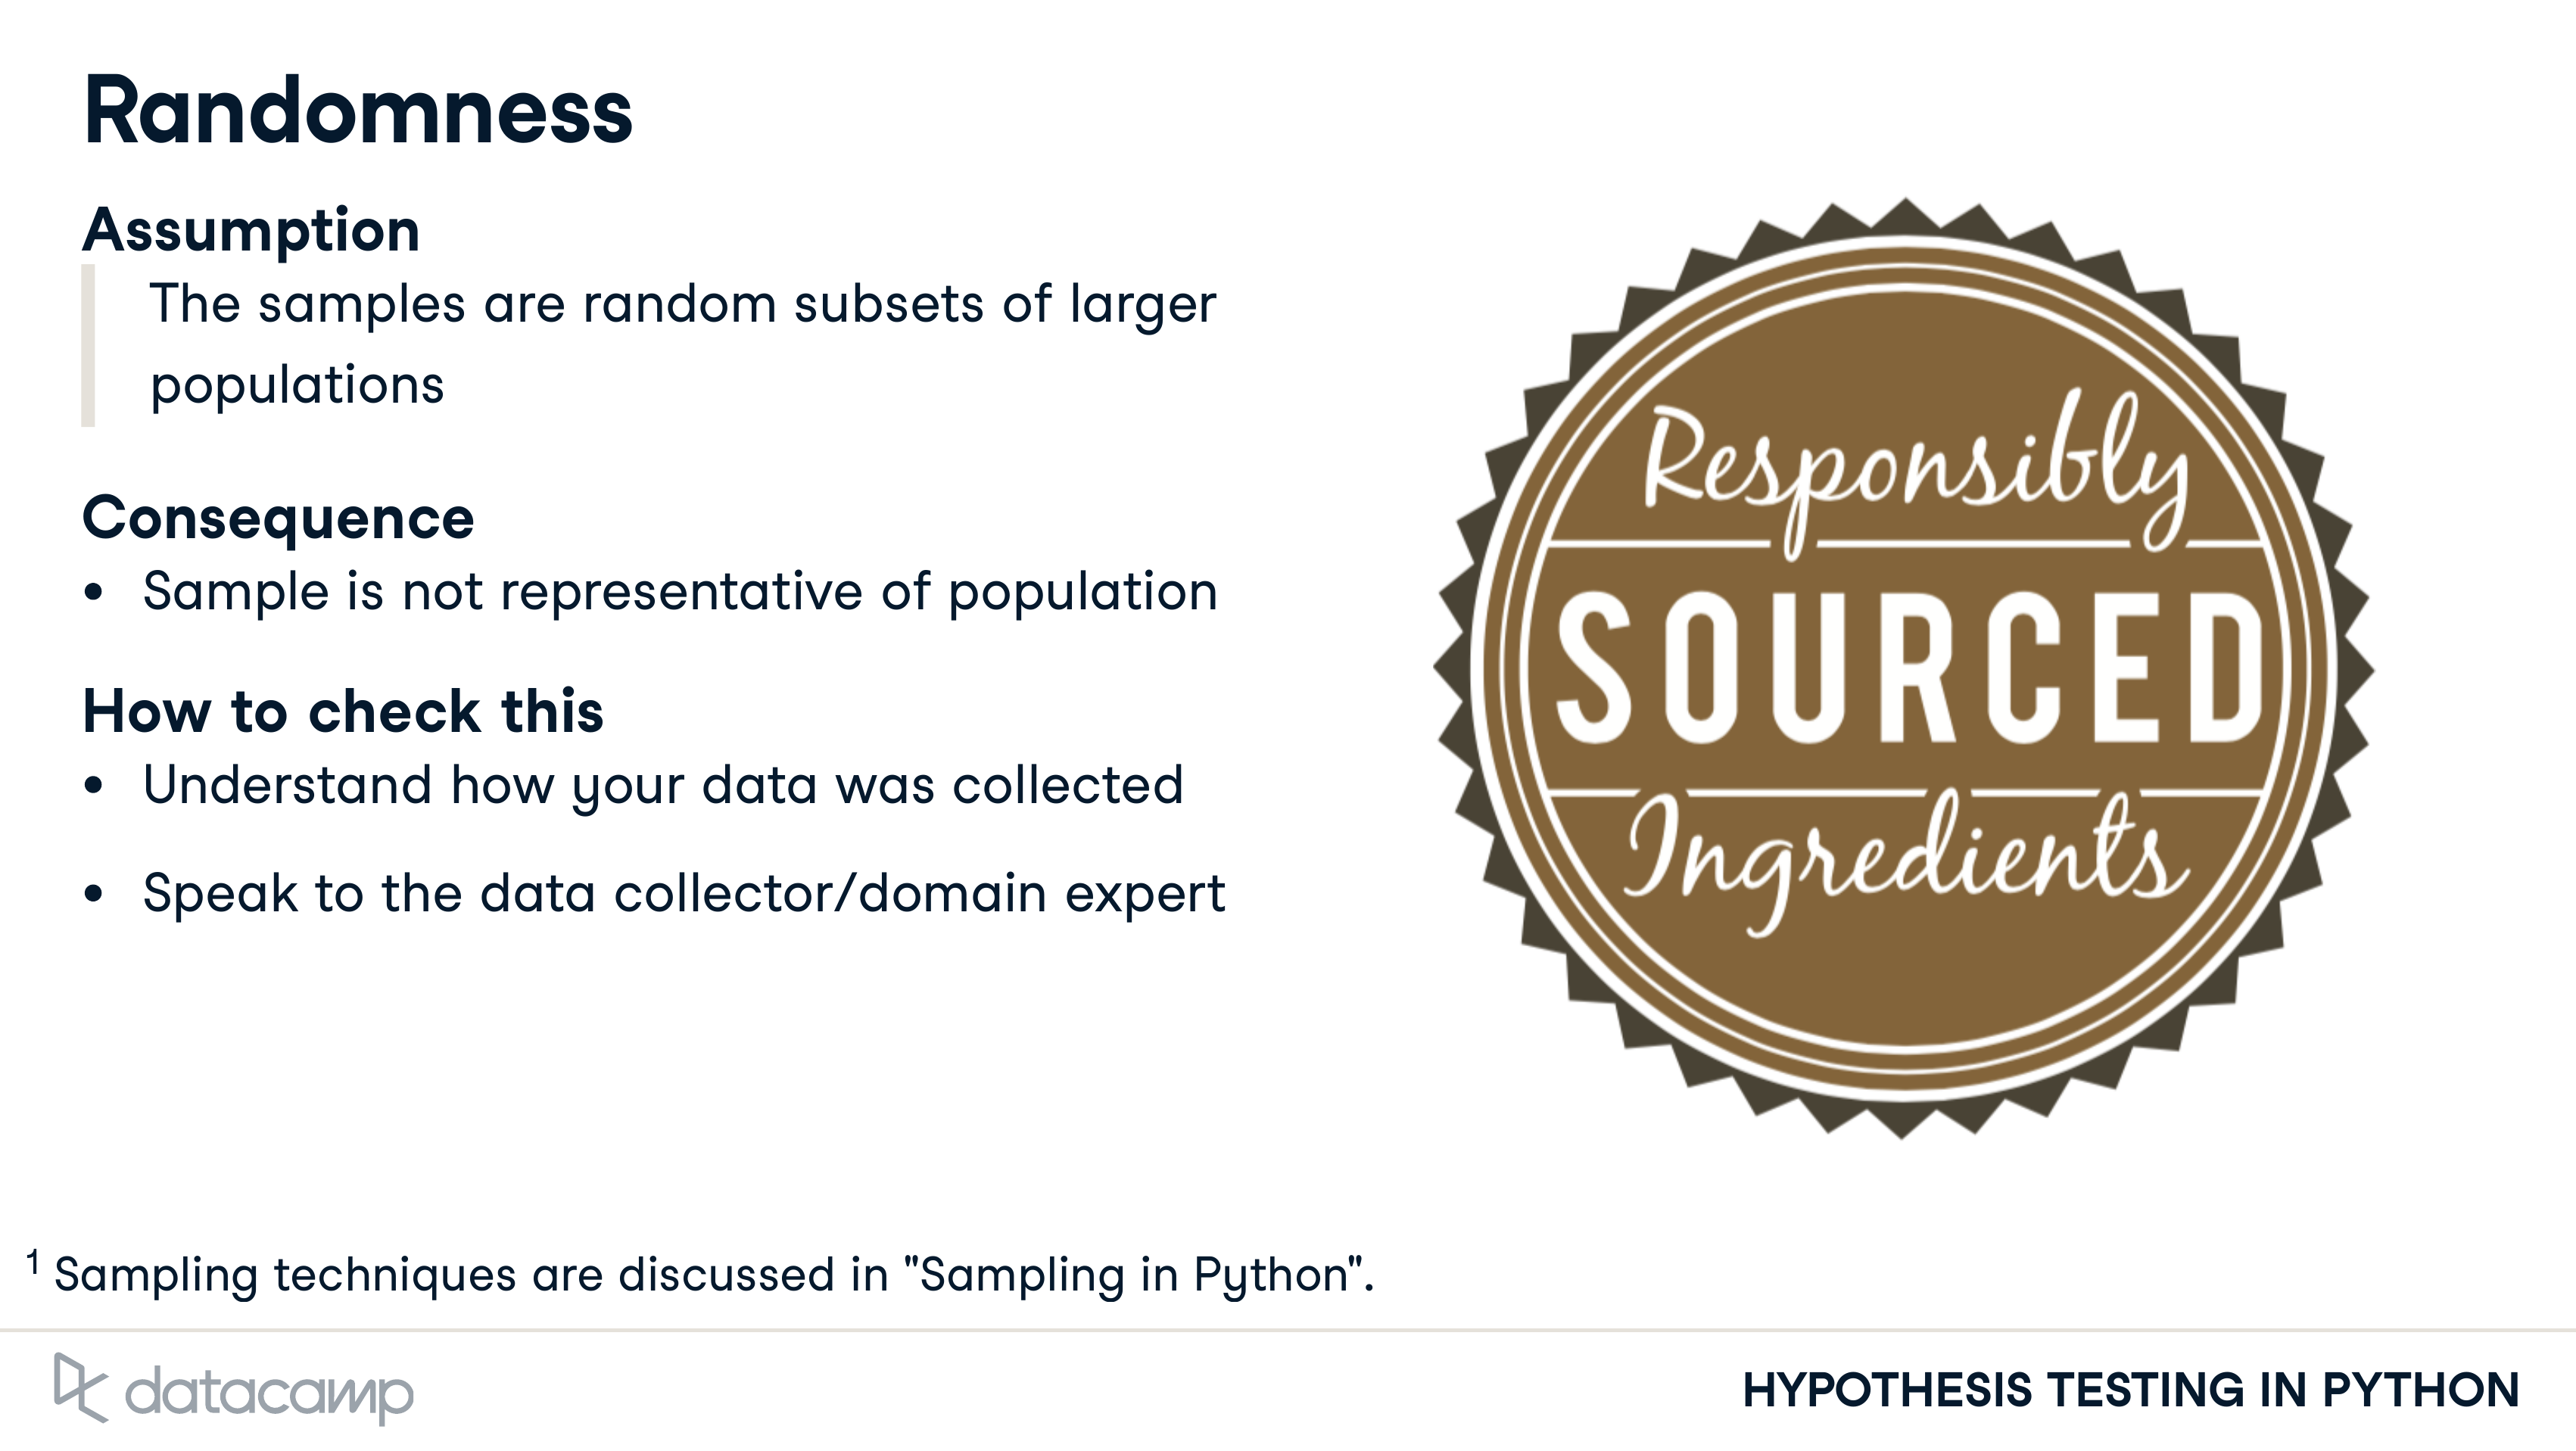 Randomness
Assumption
The samples are random subsets of larger
populations
Consequence
• Sample is not representative of population
How to check this
• Understand how your data was collected
• Speak to the data collector/domain expert
Responsibly
SOURCED
Ingredients
1 Sampling techniques are discussed in "Sampling in Python".
datacamp
HYPOTHESIS TESTING IN PYTHON